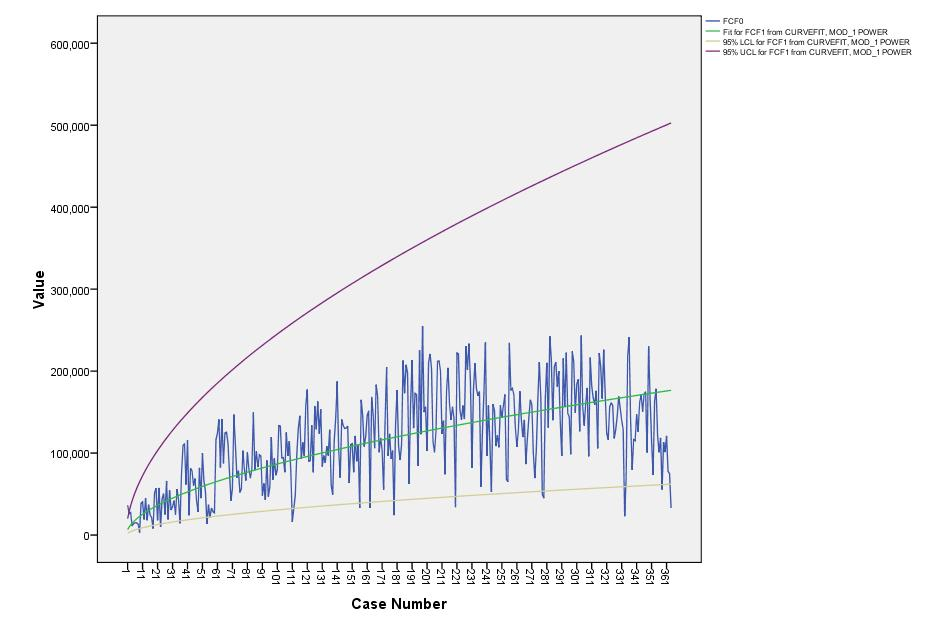 FCF0
Fit for FCF1 from CURVEFIT, MOD_1 POWER
95% LCL for FCF1 from CURVEFIT, MOD_1 POWER
95% UCL for FCF1 from CURVEFIT, MOD_1 POWER
600,000
500,000
400,000
300,000
200,000
100,000
0
Value
1 11 21 31 41 51 61 71 81 91 101 111 121 131 141 151 161 171 181 191 201 211 221 231 241 251 261 271 281 291 301 311 321 331 341 351 361
Case Number